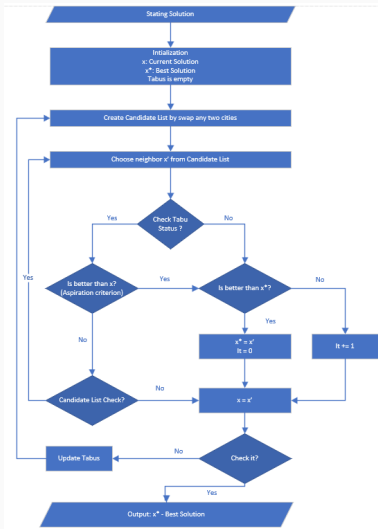 Stating Solution
Intialization
x: Current Solution
x*: Best Solution
Tabus is empty
Create Candidate List by swap any two cities
Choose neighbor x' from Candidate List
Check Tabu
Status ?
Yes
No
Is better than x?
(Aspiration criterion)
Yes
Is better than x*?
No
Yes
Yes
No
x* = x'
It = 0
It += 1
Candidate List Check?
No
x = x'
Update Tabus
No
Check it?
Yes
Output: x* - Best Solution